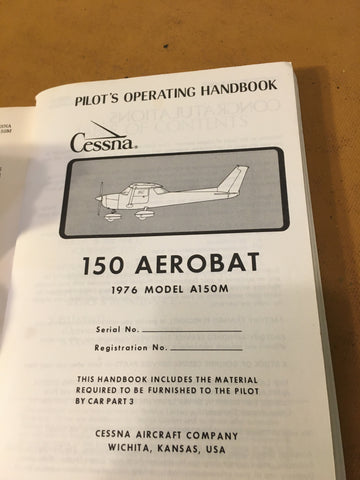 PILOT'S OPERATING HANDBOOK
Cessna®
150 AEROBAT
1976 MODEL A150M
Serial No.
Registration No.
THIS HANDBOOK INCLUDES THE MATERIAL
REQUIRED TO BE FURNISHED TO THE PILOT
BY CAR PART 3
CESSNA AIRCRAFT COMPANY
WICHITA, KANSAS, USA